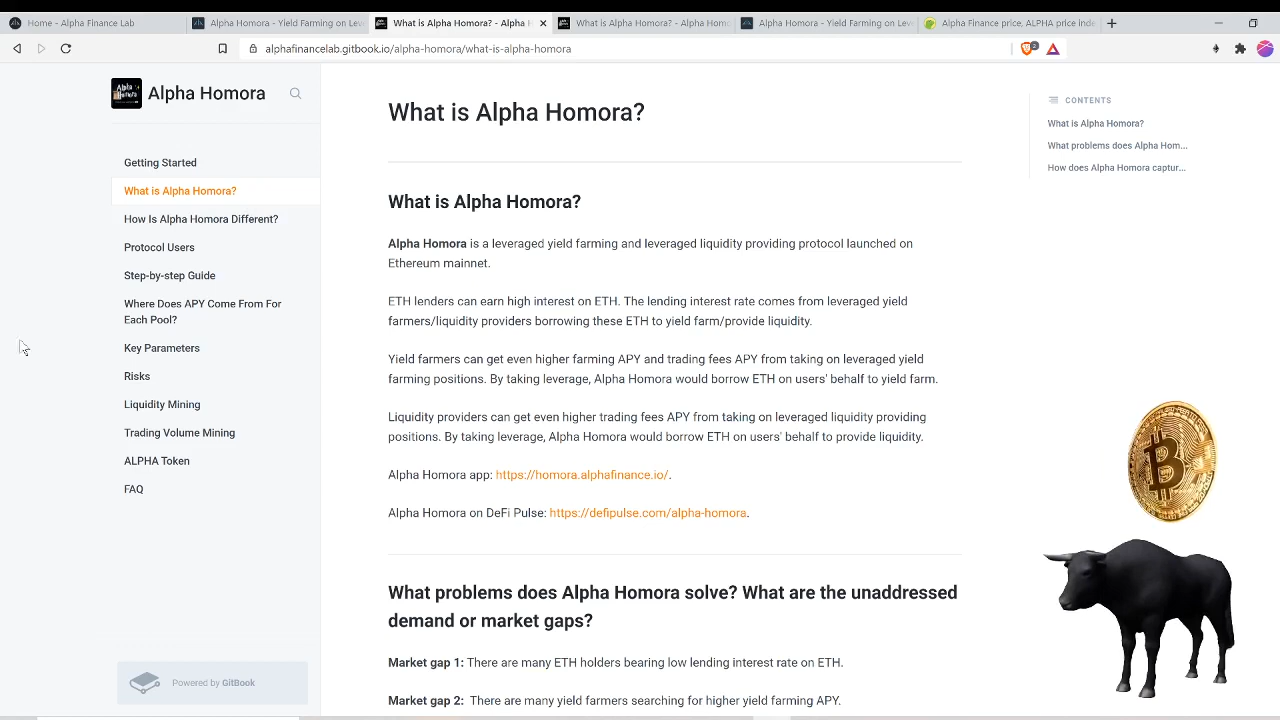 Home - Alpha Finance Lab
Alpha Homora - Yield Farming on Lev
What is Alpha Homora? - Alpha H
What is Alpha Homora? - Alpha Homo
Alpha Homora - Yield Farming on Leve
Alpha Finance price, ALPHA price inde
alphafinancelab.gitbook.io/alpha-homora/what-is-alpha-homora
2
Alpha Homora
Alpha Homora
Getting Started
What is Alpha Homora?
How Is Alpha Homora Different?
Protocol Users
Step-by-step Guide
Where Does APY Come From For
Each Pool?
Key Parameters
Risks
Liquidity Mining
Trading Volume Mining
ALPHA Token
FAQ
Powered by GitBook
What is Alpha Homora?
What is Alpha Homora?
Alpha Homora is a leveraged yield farming and leveraged liquidity providing protocol launched on
Ethereum mainnet.
ETH lenders can earn high interest on ETH. The lending interest rate comes from leveraged yield
farmers/liquidity providers borrowing these ETH to yield farm/provide liquidity.
Yield farmers can get even higher farming APY and trading fees APY from taking on leveraged yield
farming positions. By taking leverage, Alpha Homora would borrow ETH on users' behalf to yield farm.
Liquidity providers can get even higher trading fees APY from taking on leveraged liquidity providing
positions. By taking leverage, Alpha Homora would borrow ETH on users' behalf to provide liquidity.
Alpha Homora app: https://homora.alphafinance.io/.
Alpha Homora on DeFi Pulse: https://defipulse.com/alpha-homora.
What problems does Alpha Homora solve? What are the unaddressed
demand or market gaps?
Market gap 1: There are many ETH holders bearing low lending interest rate on ETH.
Market gap 2: There are many yield farmers searching for higher yield farming APY.
CONTENTS
What is Alpha Homora?
What problems does Alpha Hom...
How does Alpha Homora captur...